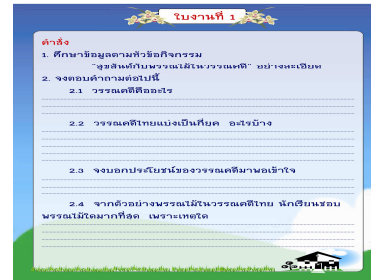 ใบงานที่ 1
คำสั่ง
1. ศึกษาข้อมูลตามหัวข้อกิจกรรม
"สุขสันต์กับพรรณไม้ในวรรณคดี" อย่างละเอียด
2. จงตอบคำถามต่อไปนี้
2.1 วรรณคดีคืออะไร
2.2 วรรณคดีไทยแบ่งเป็นกี่ยุค อะไรบ้าง
2.3 จงบอกประโยชน์ของวรรณคดีมาพอเข้าใจ
2.4 จากตัวอย่างพรรณไม้ในวรรณคดีไทย นักเรียนชอบ
พรรณไม้ใดมากที่สุด เพราะเหตุใด